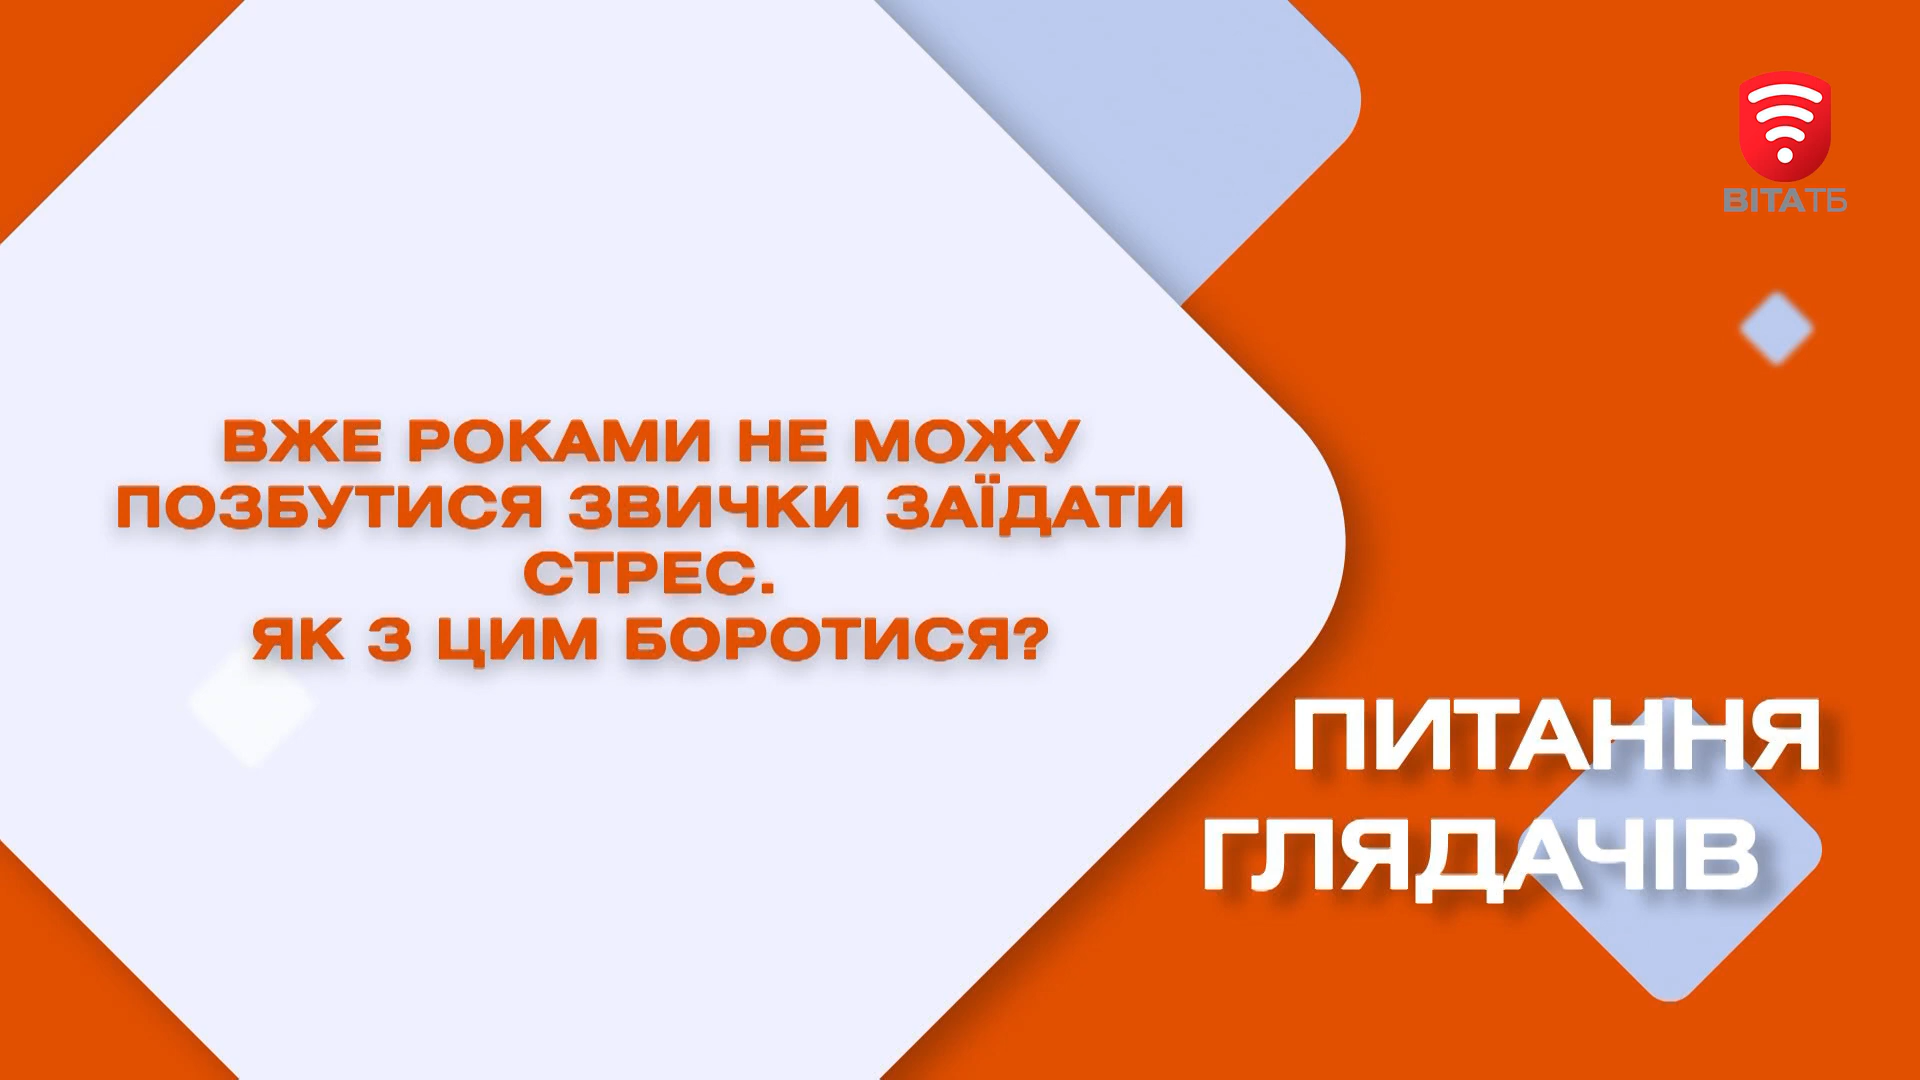 ВІТАТБ
ВЖЕ РОКАМИ НЕ МОЖУ
ПОЗБУТИСЯ ЗВИЧКИ ЗАЇДАТИ
СТРЕС.
ЯК З ЦИМ БОРОТИСЯ?
ПИТАННЯ
ГЛЯДАЧІВ